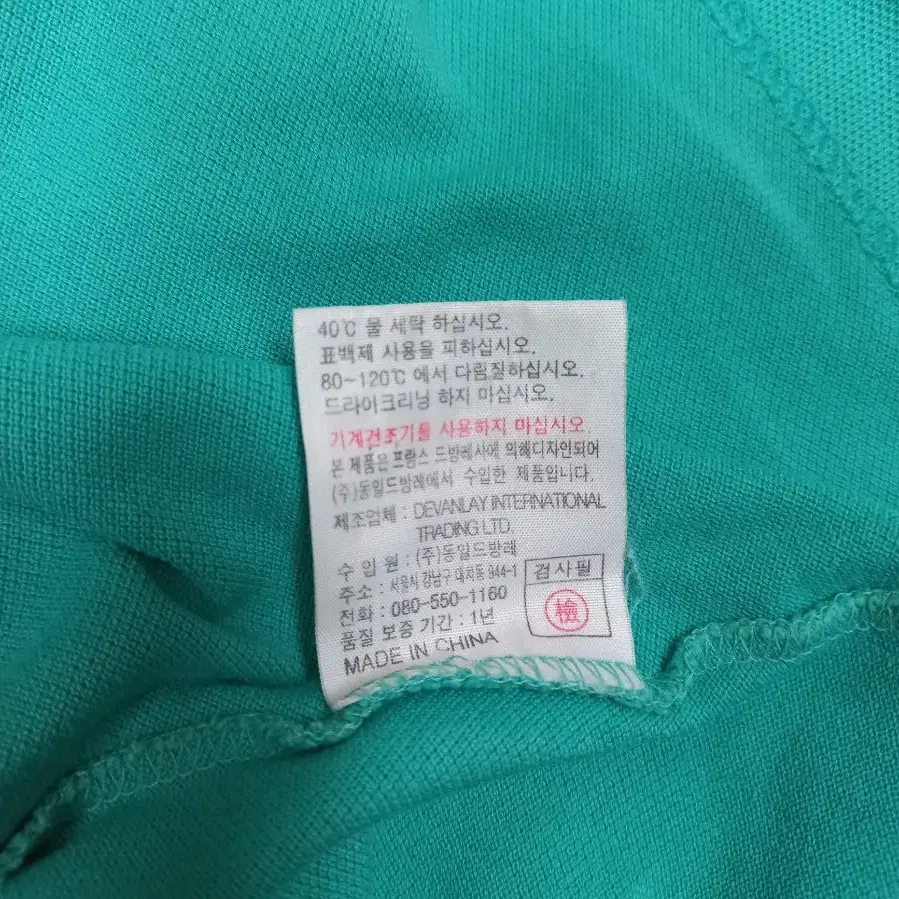 40℃ 물 세탁 하십시오.
표백제 사용을 피하십시오.
80~120℃ 에서 다림질하십시오.
드라이크리닝 하지 마십시오.
기계건조기를 사용하지 마십시오.
본 제품은 프랑스 드방레사에 의해디자인되어
(주)동일드방레에서 수입한 제품입니다.
제조업체 : DEVANLAY INTERNATIONAL
TRADING LTD.
수 입 원 : (주)동일드방레
주소 : 서울시 강남구 대치동 944-1
전화 : 080-550-1160
품질 보증 기간 : 1년
MADE IN CHINA
검사필
檢